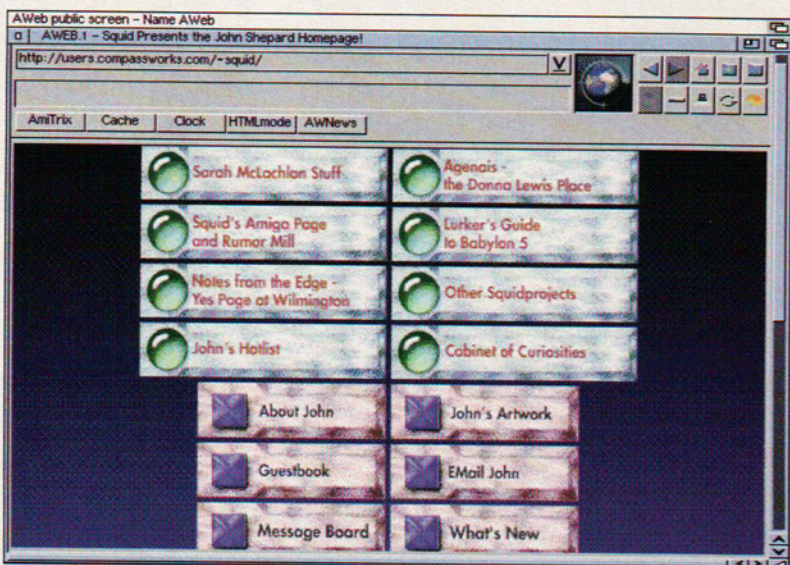 AWeb public screen - Name AWeb
AWEB.1 - Squid Presents the John Shepard Homepage!
http://users.compassworks.com/~squid/
V
AmiTrix Cache Clock HTMLmode AWNews
Sarah McLachlan Stuff
Agenais -
the Donna Lewis Place
Squid's Amiga Page
and Rumor Mill
Lurker's Guide
to Babylon 5
Notes from the Edge -
Yes Page at Wilmington
Other Squidprojects
John's Hotlist
Cabinet of Curiosities
About John
John's Artwork
Guestbook
EMail John
Message Board
What's New